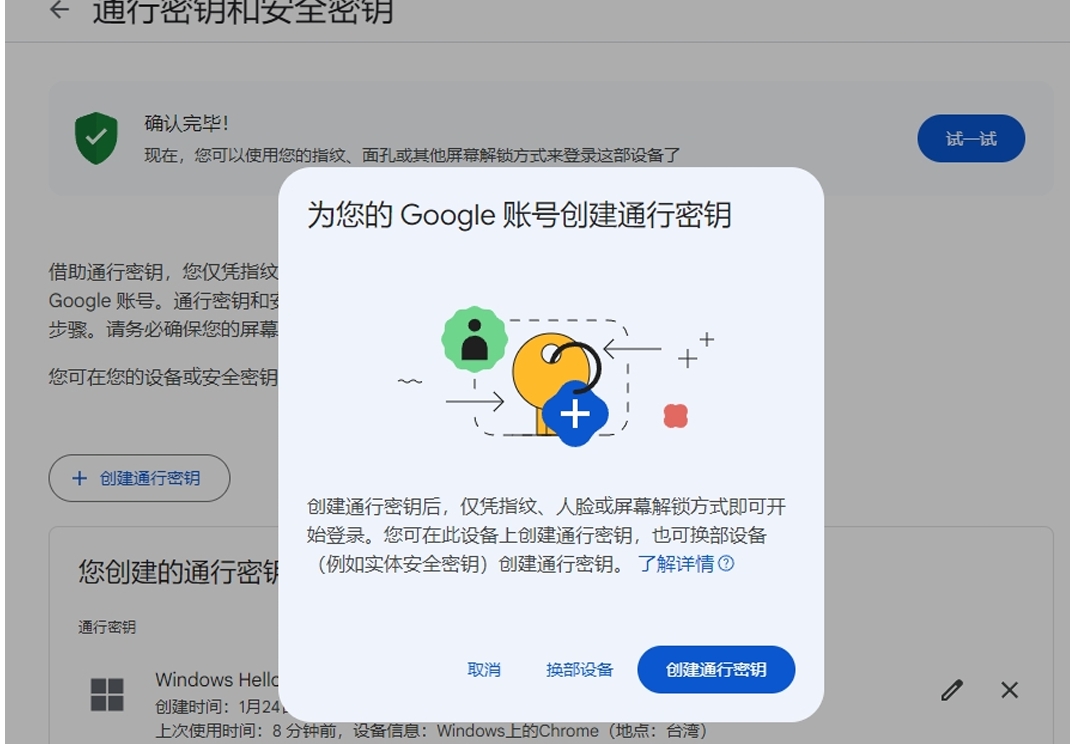 通行密钥和安全密钥
确认完毕！
现在，您可以使用您的指纹、面孔或其他屏幕解锁方式来登录这部设备了
试一试
为您的 Google 账号创建通行密钥
借助通行密钥，您仅凭指纹
Google 账号。通行密钥和安
步骤。请务必确保您的屏幕
您可在您的设备或安全密钥
创建通行密钥
创建通行密钥后，仅凭指纹、人脸或屏幕解锁方式即可开
始登录。您可在此设备上创建通行密钥，也可换部设备
（例如实体安全密钥）创建通行密钥。 了解详情
您创建的通行密钥
通行密钥
取消
换部设备
创建通行密钥
Windows Hello
创建时间：1月24日
上次使用时间：8 分钟前，设备信息：Windows上的Chrome（地点：台湾）